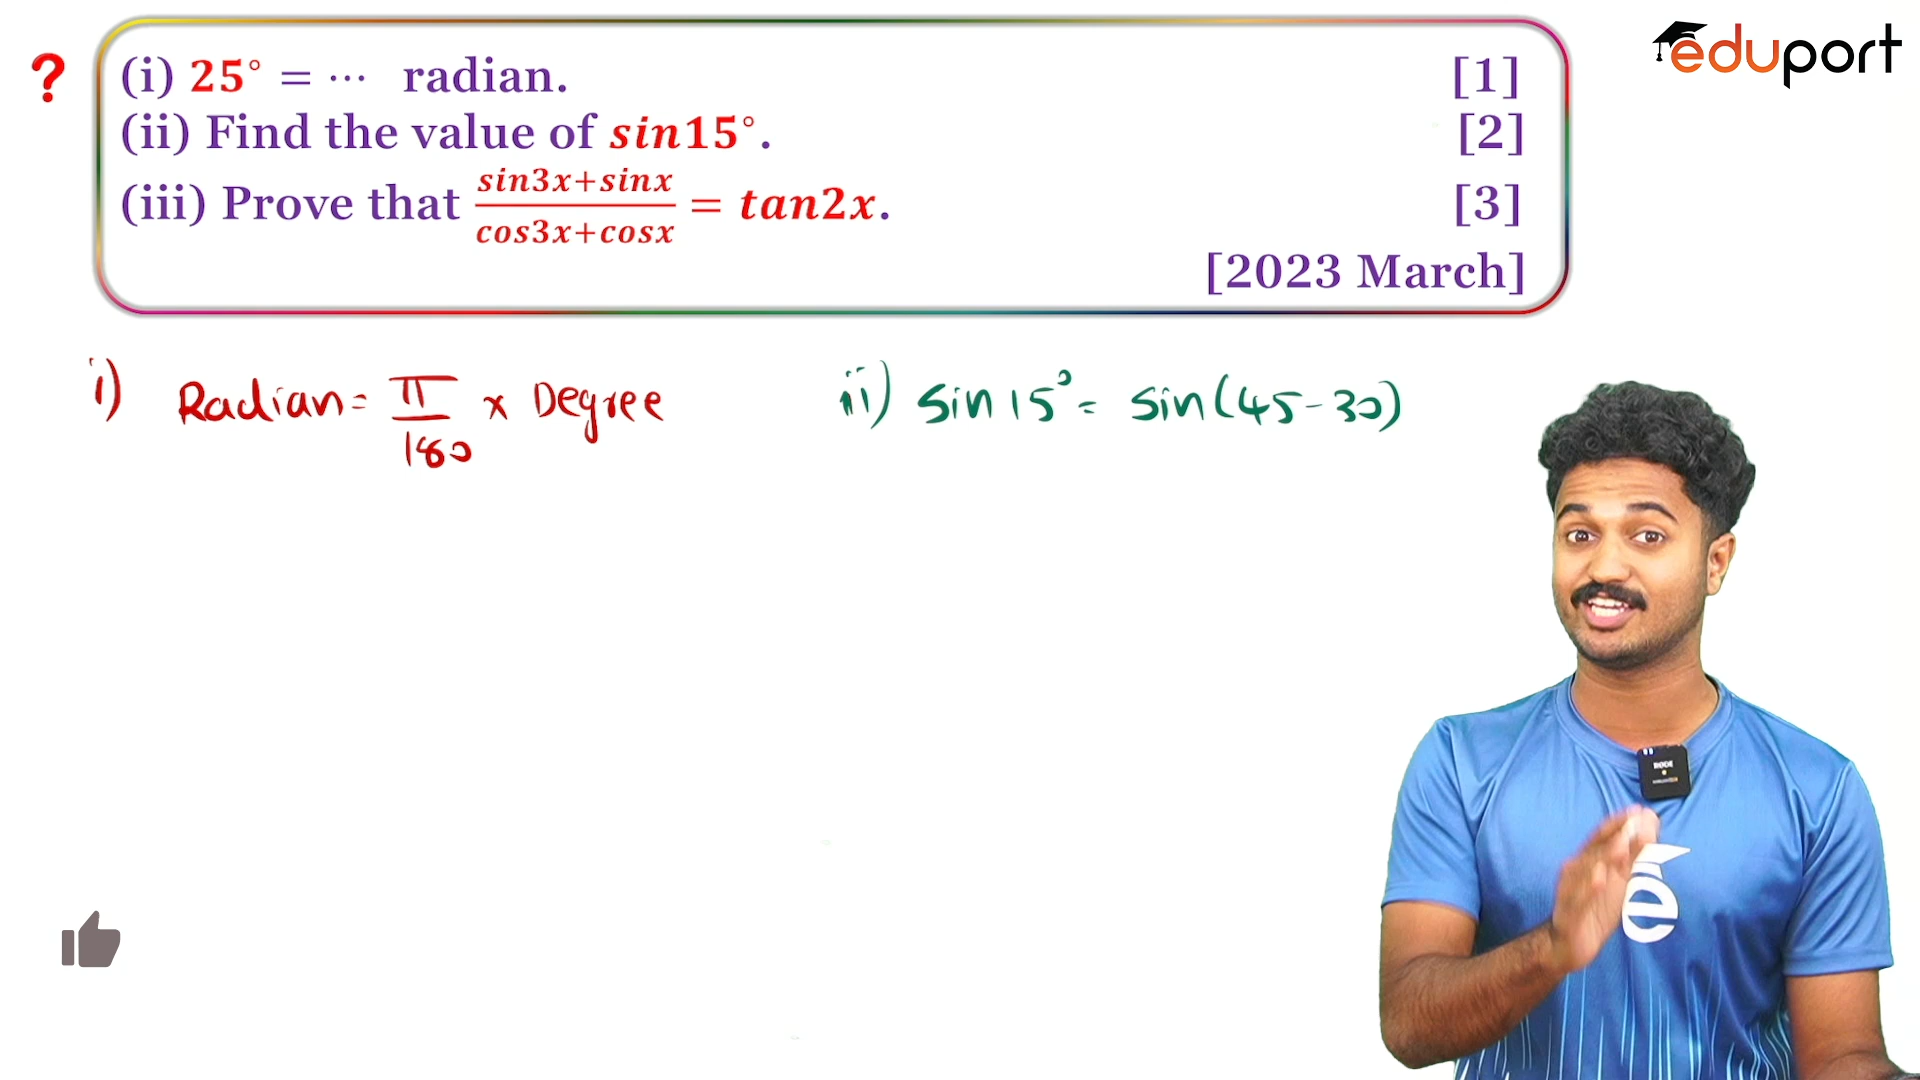 eduport
?
(i) 25° = ⋯ radian. [1]
(ii) Find the value of sin15°. [2]
(iii) Prove that (sin3x+sinx)/(cos3x+cosx) = tan2x. [3]
[2023 March]
i) Radian = π/180 × Degree
ii) sin 15° = sin(45-30)
RODE
e